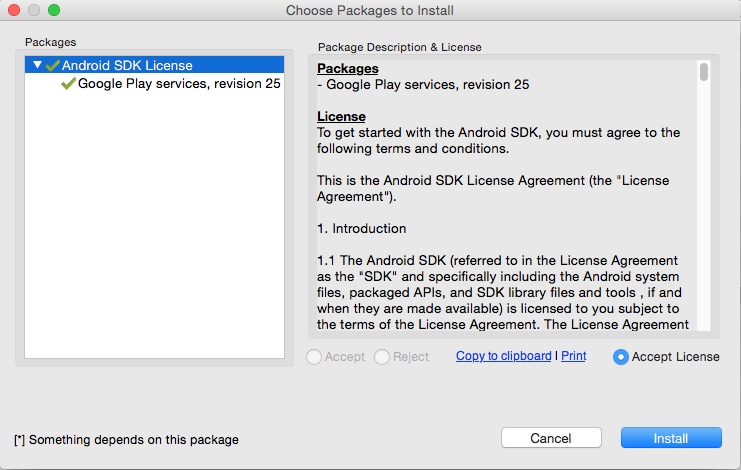 Choose Packages to Install
Packages
Android SDK License
Google Play services, revision 25
Package Description & License
Packages
- Google Play services, revision 25
License
To get started with the Android SDK, you must agree to the
following terms and conditions.
This is the Android SDK License Agreement (the "License
Agreement").
1. Introduction
1.1 The Android SDK (referred to in the License Agreement
as the "SDK" and specifically including the Android system
files, packaged APIs, and SDK library files and tools , if and
when they are made available) is licensed to you subject to
the terms of the License Agreement. The License Agreement
Accept Reject Copy to clipboard | Print Accept License
[*] Something depends on this package
Cancel Install